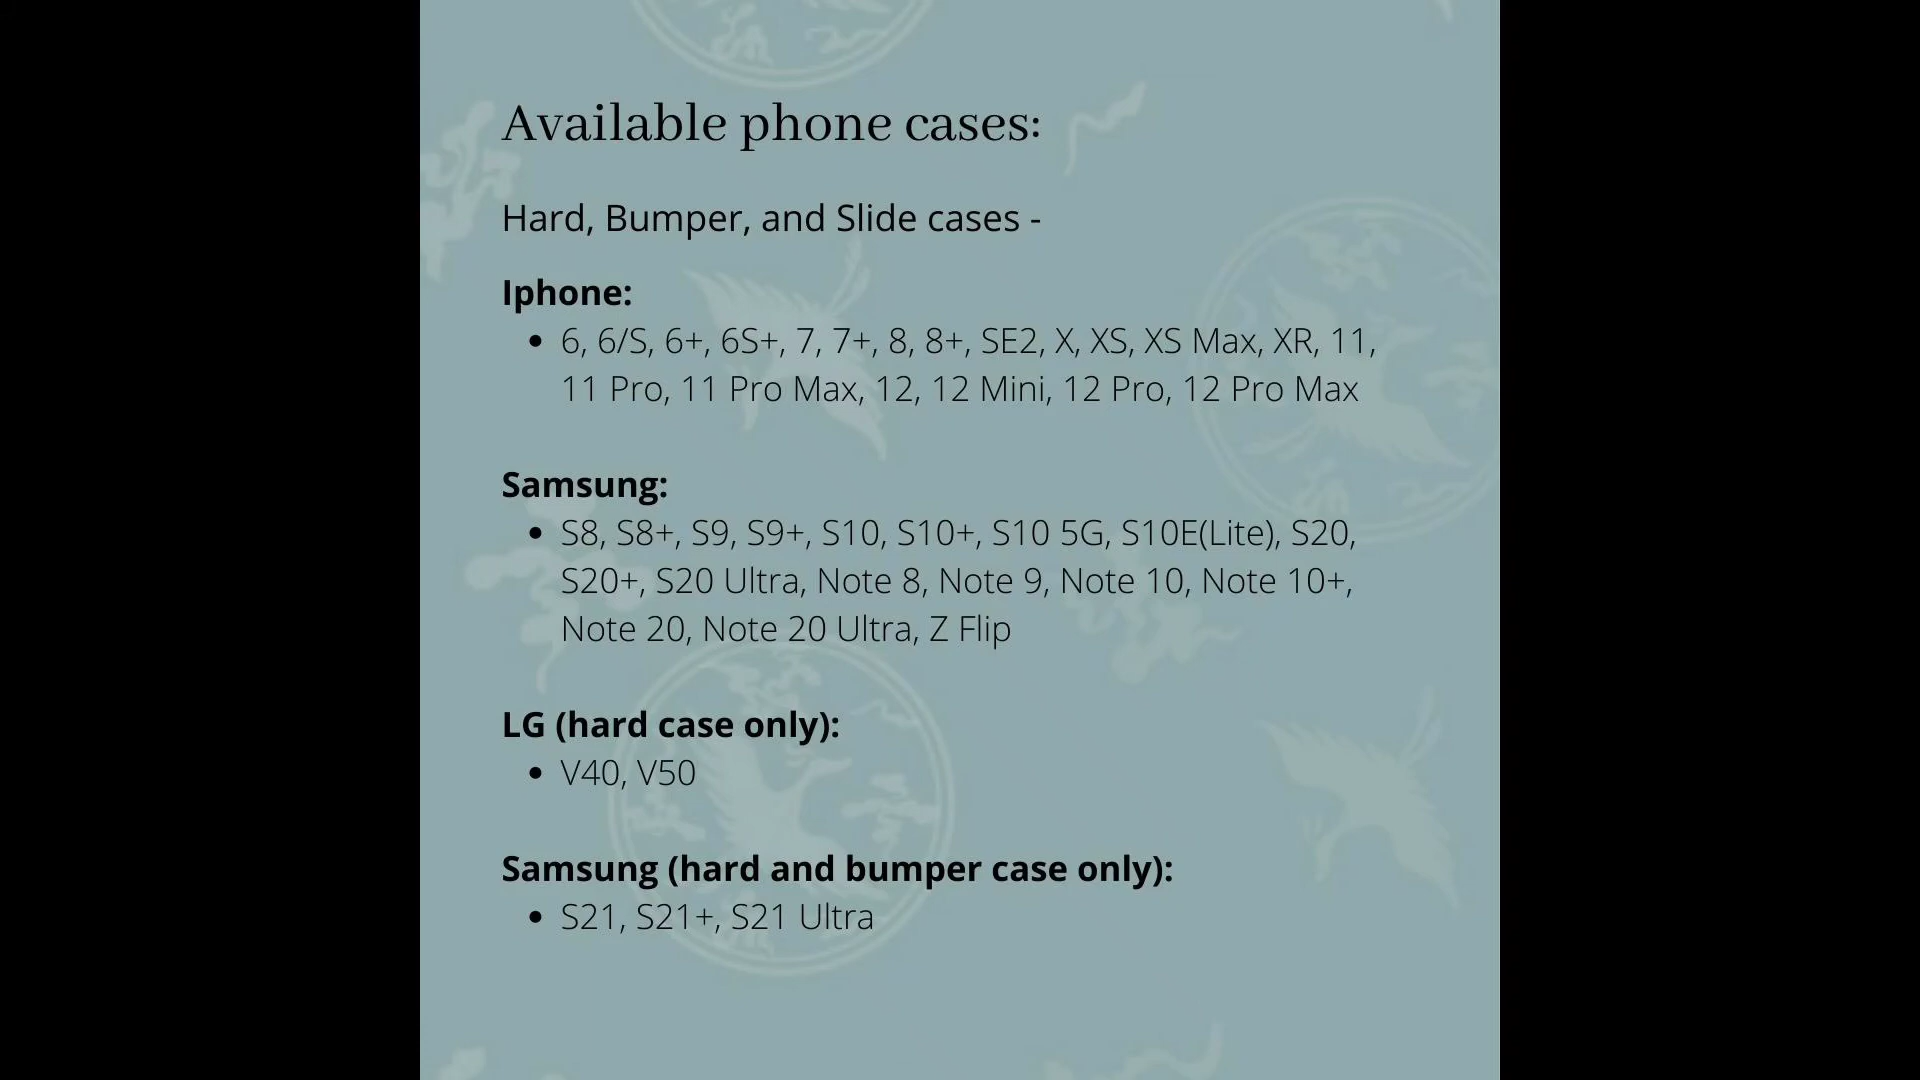 Available phone cases:
Hard, Bumper, and Slide cases -
Iphone:
• 6, 6/S, 6+, 6S+, 7, 7+, 8, 8+, SE2, X, XS, XS Max, XR, 11,
11 Pro, 11 Pro Max, 12, 12 Mini, 12 Pro, 12 Pro Max
Samsung:
• S8, S8+, S9, S9+, S10, S10+, S10 5G, S10E(Lite), S20,
S20+, S20 Ultra, Note 8, Note 9, Note 10, Note 10+,
Note 20, Note 20 Ultra, Z Flip
LG (hard case only):
• V40, V50
Samsung (hard and bumper case only):
• S21, S21+, S21 Ultra